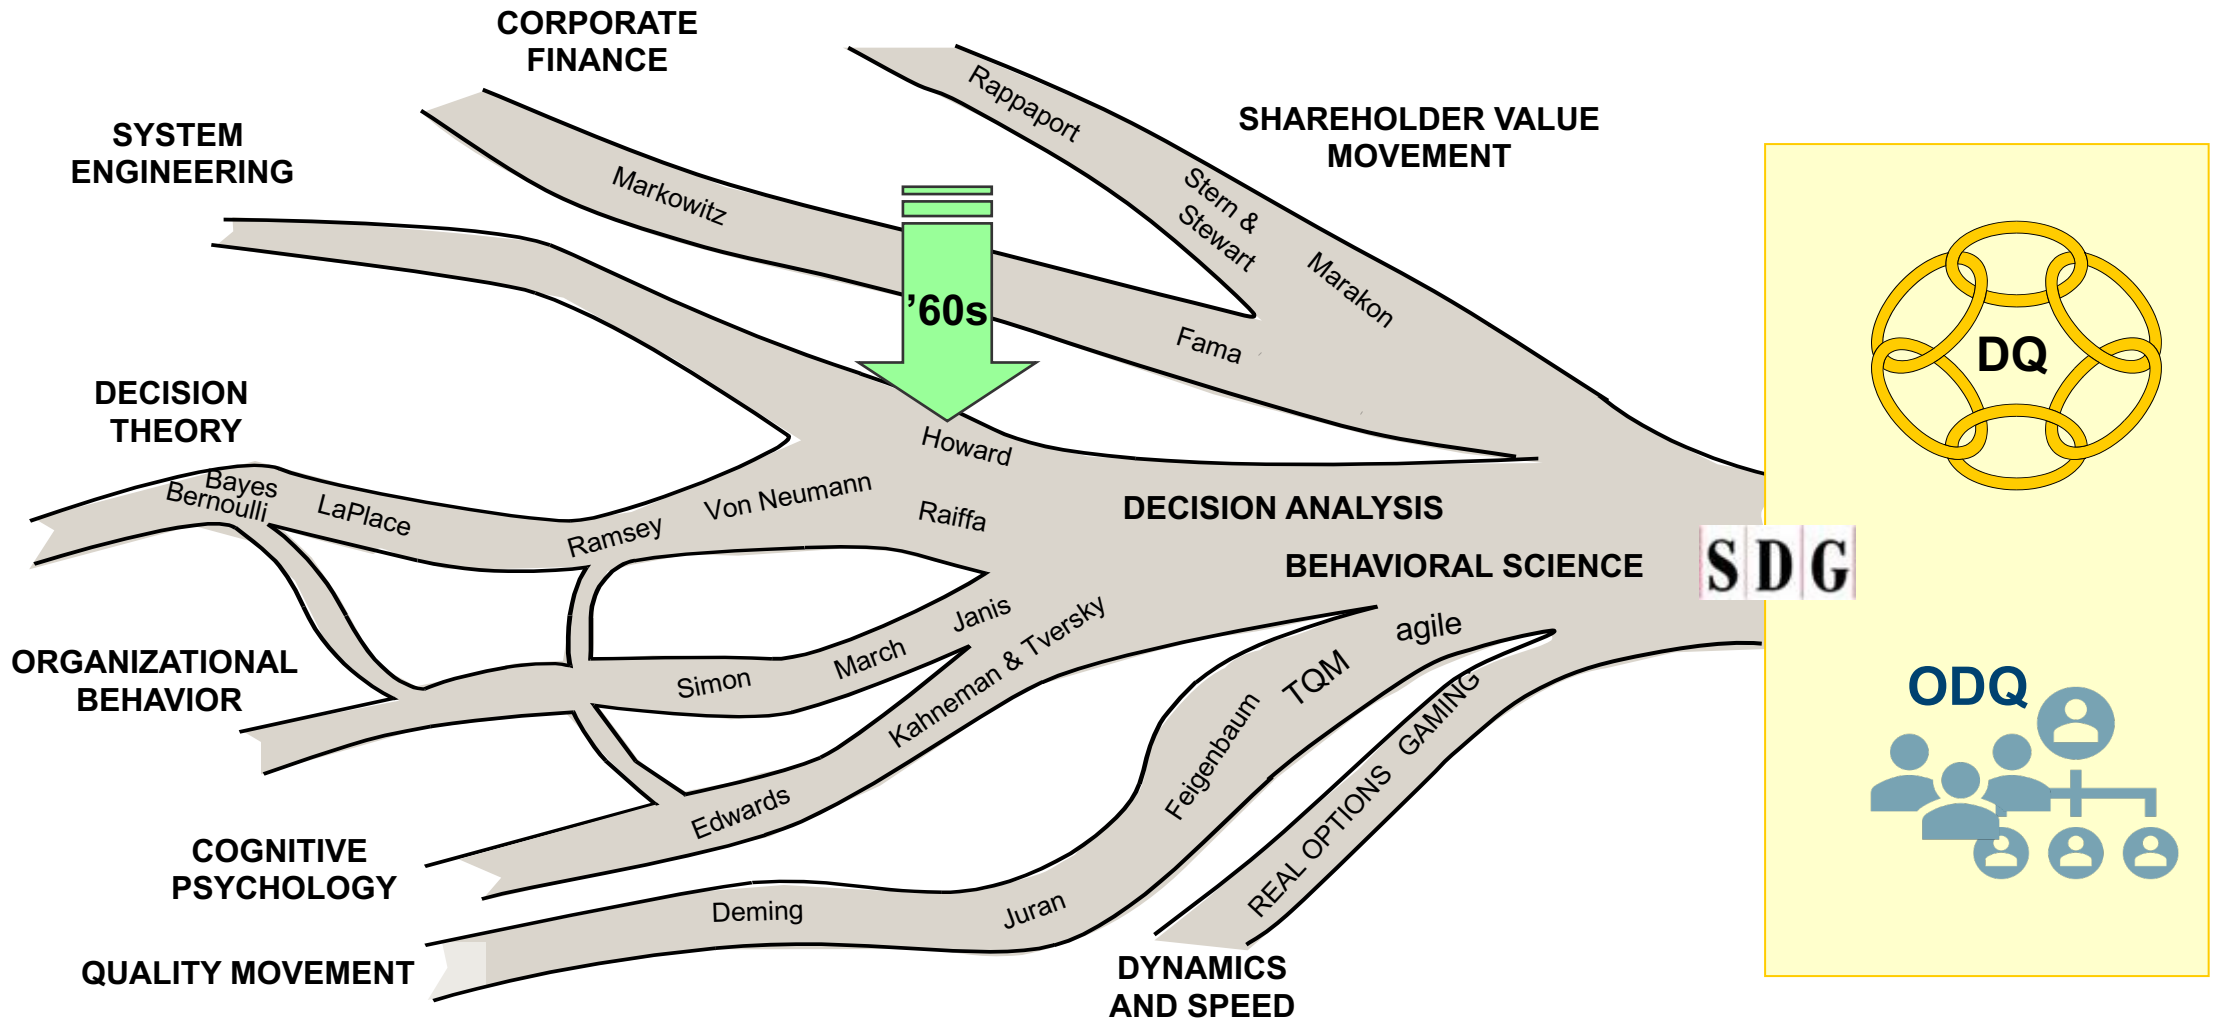 CORPORATE
FINANCE
Rappaport
SHAREHOLDER VALUE
MOVEMENT
SYSTEM
ENGINEERING
Markowitz
Stern &
Stewart
Marakon
’60s
Fama
DQ
DECISION
THEORY
Howard
Bayes
Bernoulli
LaPlace
Ramsey
Von Neumann
Raiffa
DECISION ANALYSIS
BEHAVIORAL SCIENCE
SDG
ORGANIZATIONAL
BEHAVIOR
Simon
March
Janis
Kahneman & Tversky
agile
TQM
Feigenbaum
REAL OPTIONS GAMING
ODQ
COGNITIVE
PSYCHOLOGY
Edwards
Deming
Juran
QUALITY MOVEMENT
DYNAMICS
AND SPEED